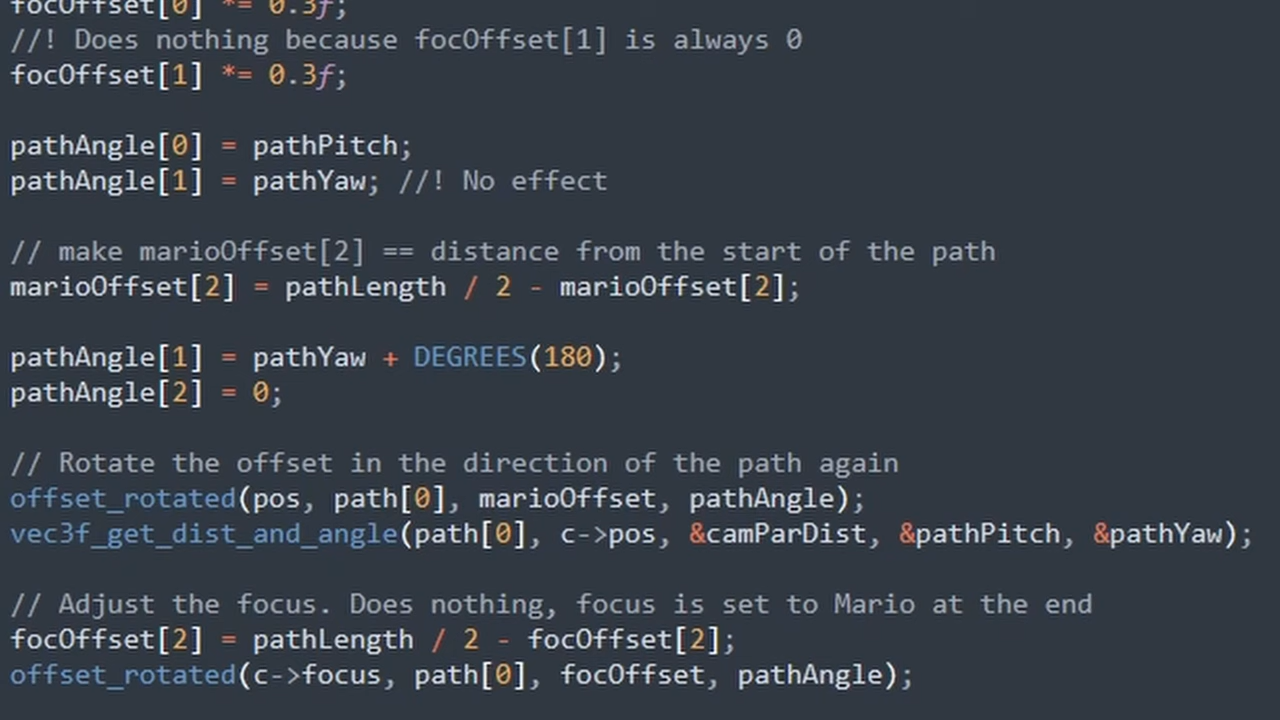 focOffset[0] *= 0.3f;
//! Does nothing because focOffset[1] is always 0
focOffset[1] *= 0.3f;
pathAngle[0] = pathPitch;
pathAngle[1] = pathYaw; //! No effect
// make marioOffset[2] == distance from the start of the path
marioOffset[2] = pathLength / 2 - marioOffset[2];
pathAngle[1] = pathYaw + DEGREES(180);
pathAngle[2] = 0;
// Rotate the offset in the direction of the path again
offset_rotated(pos, path[0], marioOffset, pathAngle);
vec3f_get_dist_and_angle(path[0], c->pos, &camParDist, &pathPitch, &pathYaw);
// Adjust the focus. Does nothing, focus is set to Mario at the end
focOffset[2] = pathLength / 2 - focOffset[2];
offset_rotated(c->focus, path[0], focOffset, pathAngle);